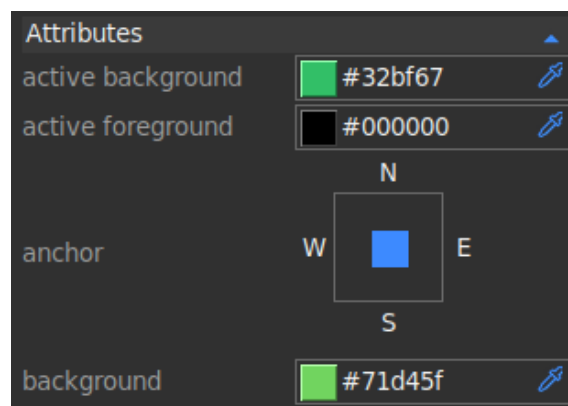 Attributes
active background #32bf67
active foreground #000000
N
anchor W E
S
background #71d45f